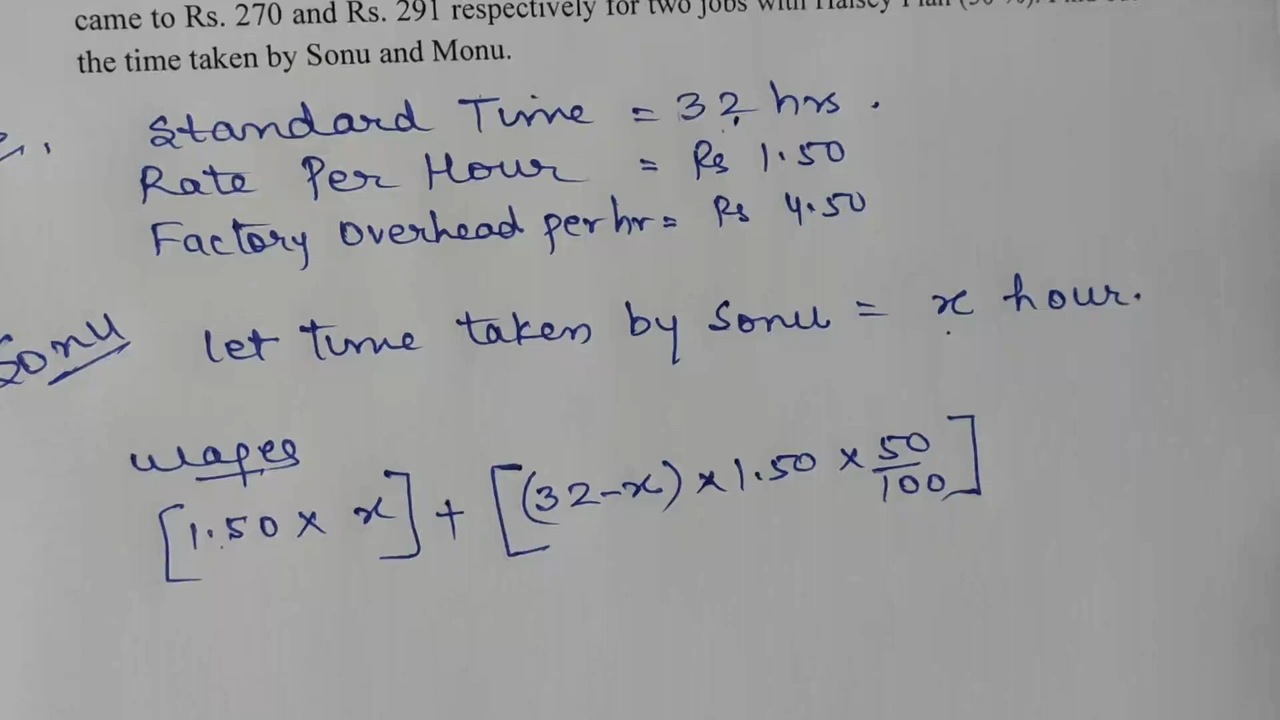 came to Rs. 270 and Rs. 291 respectively for two jobs with Halsey Plan
the time taken by Sonu and Monu.
Standard Time = 32 hrs.
Rate Per Hour = Rs 1.50
Factory overhead per hr = Rs 4.50
Sonu let time taken by Sonu = x hour.
wages
[1.50 × x] + [(32-x) × 1.50 × 50/100]